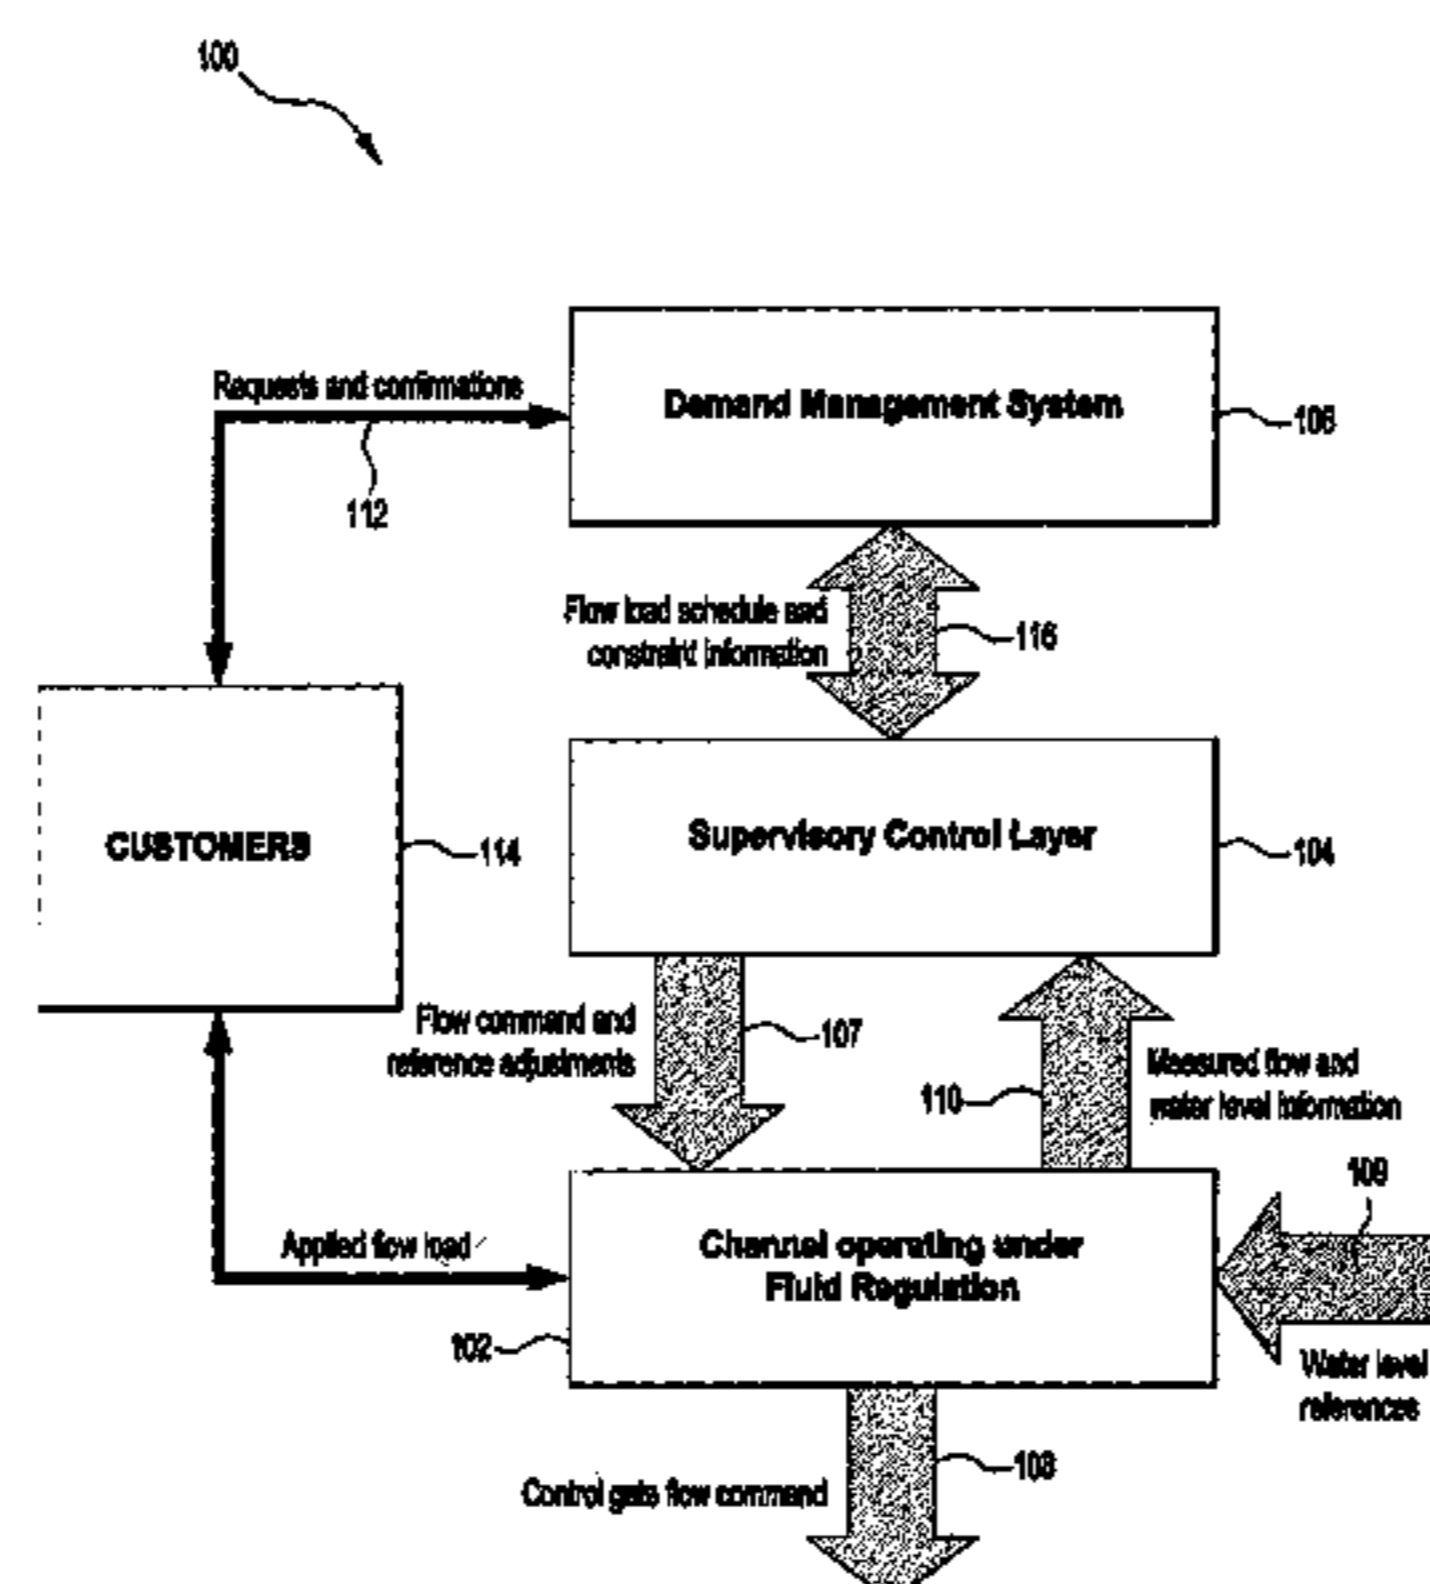 100
Requests and confirmations
Demand Management System
106
112
Flow load schedule and
constraint information
116
CUSTOMERS
114
Supervisory Control Layer
104
Flow command and
reference adjustments
107
110
Measured flow and
water level information
109
Applied flow load
Channel operating under
Fluid Regulation
102
Water level
references
Control gate flow command
108